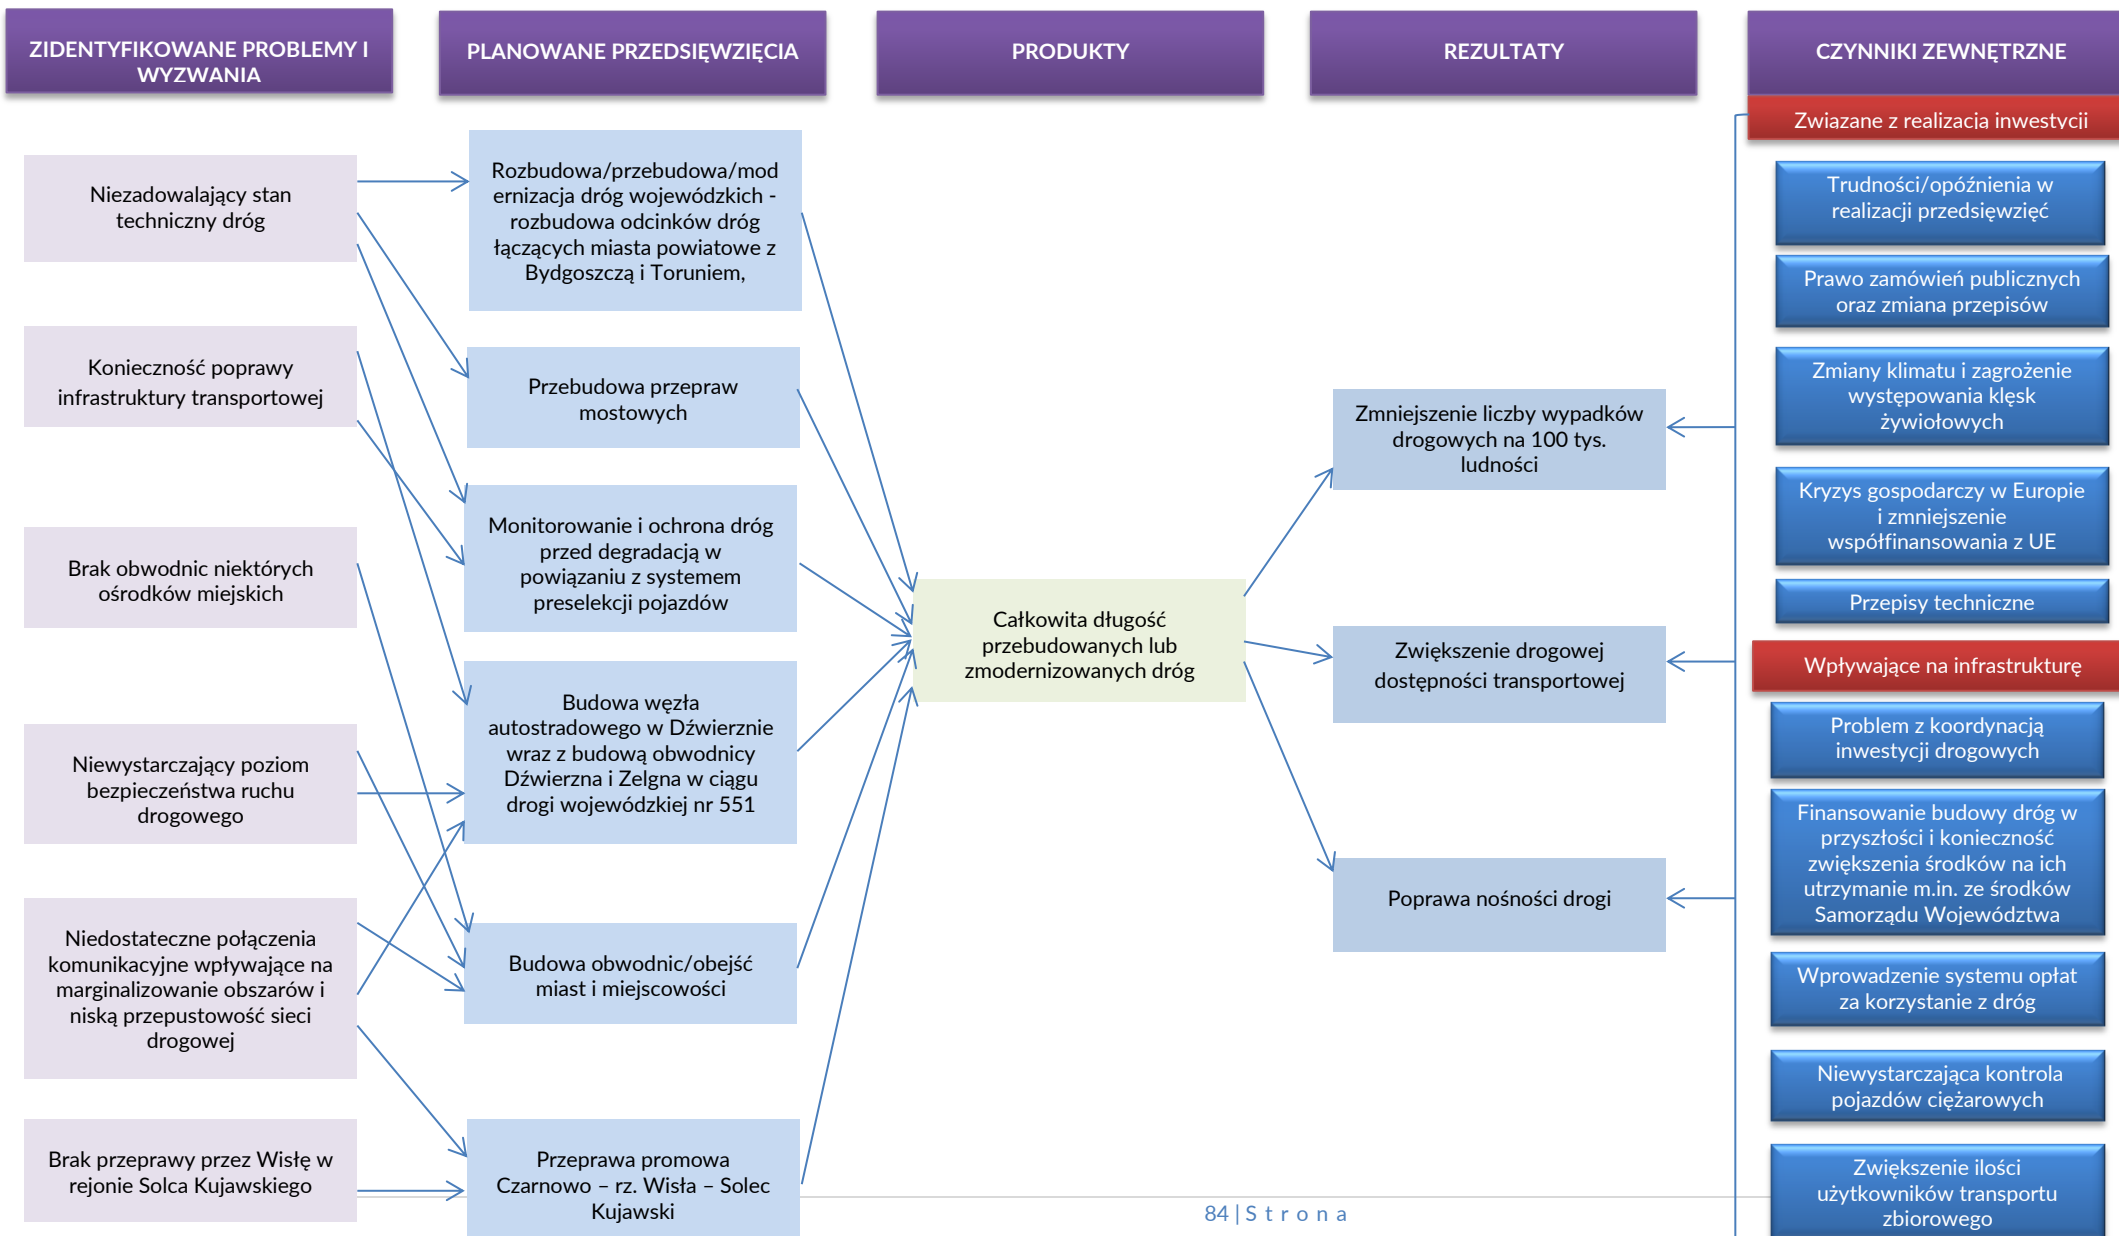 ZIDENTYFIKOWANE PROBLEMY I
WYZWANIA
PLANOWANE PRZEDSIĘWZIĘCIA
PRODUKTY
REZULTATY
CZYNNIKI ZEWNĘTRZNE
Niezadowalający stan
techniczny dróg
Konieczność poprawy
infrastruktury transportowej
Brak obwodnic niektórych
ośrodków miejskich
Niewystarczający poziom
bezpieczeństwa ruchu
drogowego
Niedostateczne połączenia
komunikacyjne wpływające na
marginalizowanie obszarów i
niską przepustowość sieci
drogowej
Brak przeprawy przez Wisłę w
rejonie Solca Kujawskiego
Rozbudowa/przebudowa/mod
ernizacja dróg wojewódzkich -
rozbudowa odcinków dróg
łączących miasta powiatowe z
Bydgoszczą i Toruniem,
Przebudowa przepraw
mostowych
Monitorowanie i ochrona dróg
przed degradacją w
powiązaniu z systemem
preselekcji pojazdów
Budowa węzła
autostradowego w Dźwierznie
wraz z budową obwodnicy
Dźwierzna i Zelgna w ciągu
drogi wojewódzkiej nr 551
Budowa obwodnic/obejść
miast i miejscowości
Przeprawa promowa
Czarnowo – rz. Wisła – Solec
Kujawski
Całkowita długość
przebudowanych lub
zmodernizowanych dróg
Zmniejszenie liczby wypadków
drogowych na 100 tys.
ludności
Zwiększenie drogowej
dostępności transportowej
Poprawa nośności drogi
Związane z realizacją inwestycji
Trudności/opóźnienia w
realizacji przedsięwzięć
Prawo zamówień publicznych
oraz zmiana przepisów
Zmiany klimatu i zagrożenie
występowania klęsk
żywiołowych
Kryzys gospodarczy w Europie
i zmniejszenie
współfinansowania z UE
Przepisy techniczne
Wpływające na infrastrukturę
Problem z koordynacją
inwestycji drogowych
Finansowanie budowy dróg w
przyszłości i konieczność
zwiększenia środków na ich
utrzymanie m.in. ze środków
Samorządu Województwa
Wprowadzenie systemu opłat
za korzystanie z dróg
Niewystarczająca kontrola
pojazdów ciężarowych
Zwiększenie ilości
użytkowników transportu
zbiorowego
84 | S t r o n a